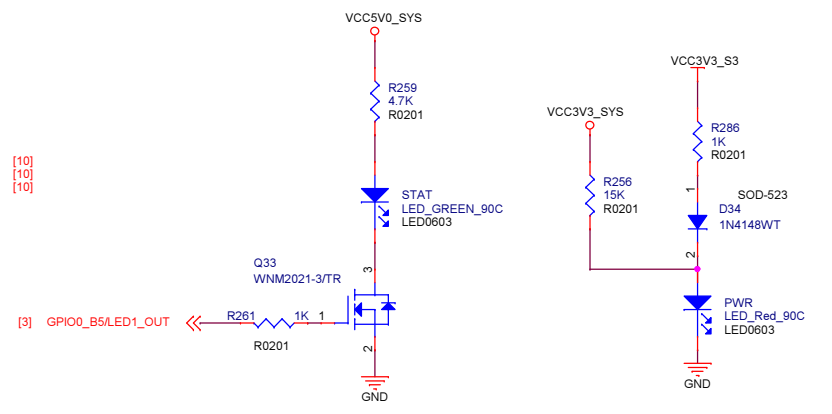 VCC5V0_SYS
R259
4.7K
R0201
VCC3V3_S3
VCC3V3_SYS
R286
1K
R0201
[10]
[10]
[10]
R256
15K
R0201
1
SOD-523
D34
1N4148WT
2
STAT
LED_GREEN_90C
LED0603
Q33
WNM2021-3/TR
3
PWR
LED_Red_90C
LED0603
[3] GPIO0_B5/LED1_OUT
R261 1K 1
R0201
2
GND
GND